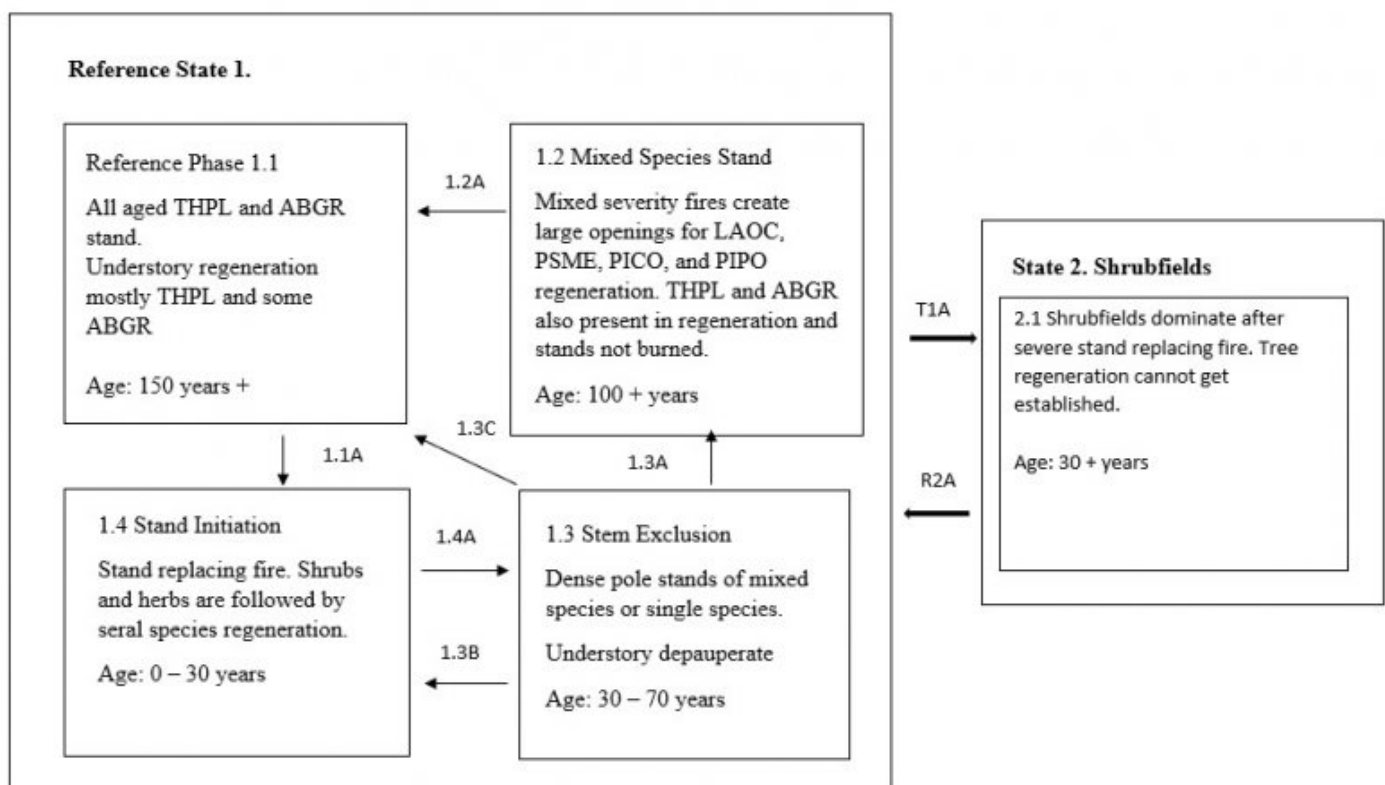 Reference State 1.
Reference Phase 1.1
All aged THPL and ABGR
stand.
Understory regeneration
mostly THPL and some
ABGR
Age: 150 years +
1.2A
1.2 Mixed Species Stand
Mixed severity fires create
large openings for LAOC,
PSME, PICO, and PIPO
regeneration. THPL and ABGR
also present in regeneration and
stands not burned.
Age: 100 + years
1.1A
1.3C
1.3A
1.4 Stand Initiation
Stand replacing fire. Shrubs
and herbs are followed by
seral species regeneration.
Age: 0 – 30 years
1.4A
1.3B
1.3 Stem Exclusion
Dense pole stands of mixed
species or single species.
Understory depauperate
Age: 30 – 70 years
T1A
R2A
State 2. Shrubfields
2.1 Shrubfields dominate after
severe stand replacing fire. Tree
regeneration cannot get
established.
Age: 30 + years